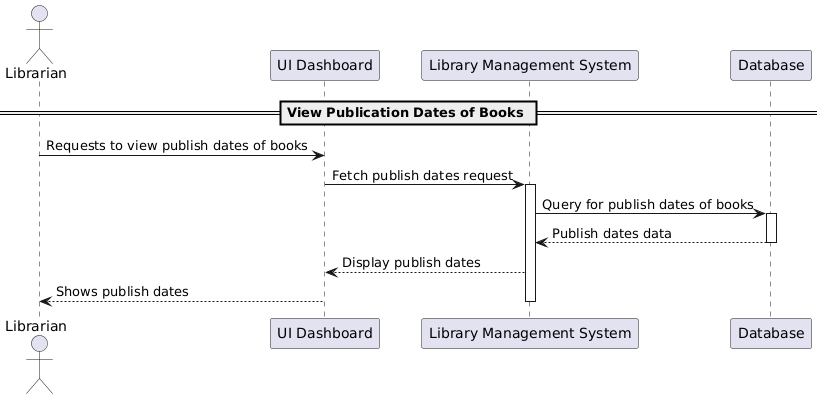 Librarian
UI Dashboard
Library Management System
Database
View Publication Dates of Books
Requests to view publish dates of books
Fetch publish dates request
Query for publish dates of books
Publish dates data
Display publish dates
Shows publish dates
Librarian
UI Dashboard
Library Management System
Database